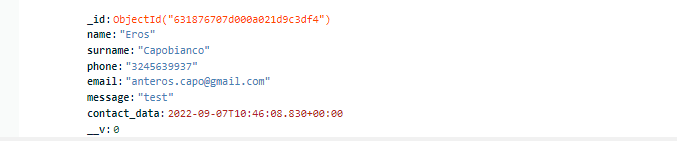 _id: ObjectId("631876707d000a021d9c3df4")
name: "Eros"
surname: "Capobianco"
phone: "3245639937"
email: "anteros.capo@gmail.com"
message: "test"
contact_data: 2022-09-07T10:46:08.830+00:00
__v: 0